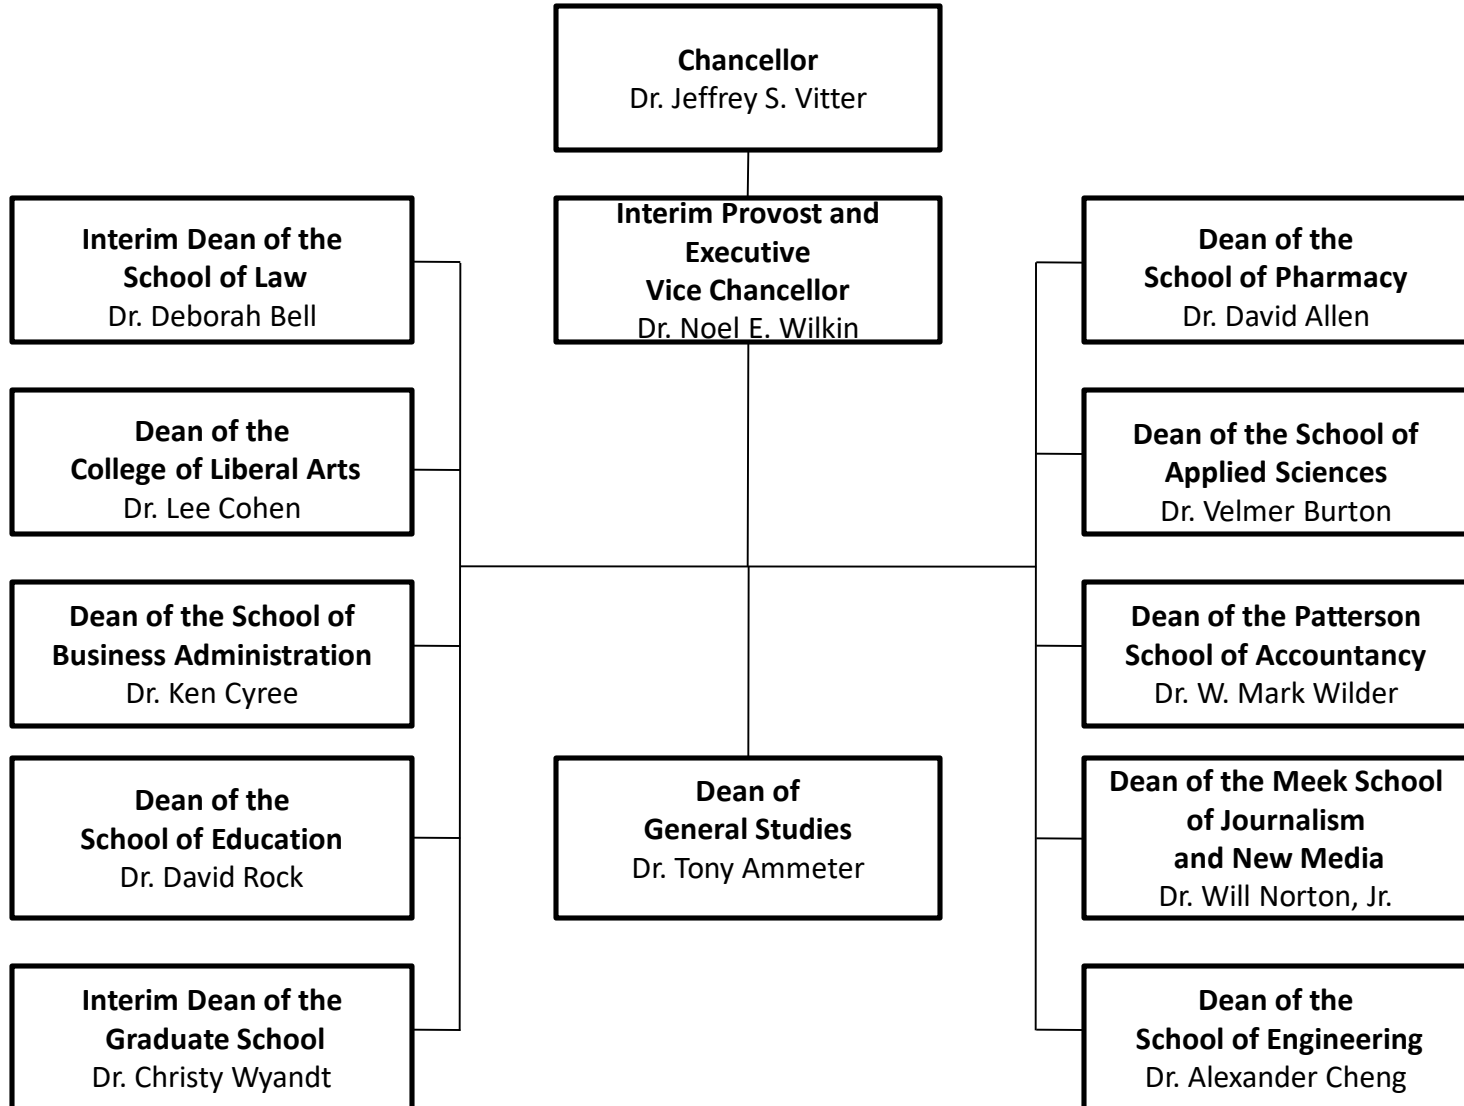 Chancellor
Dr. Jeffrey S. Vitter
Interim Provost and
Executive
Vice Chancellor
Dr. Noel E. Wilkin
Interim Dean of the
School of Law
Dr. Deborah Bell
Dean of the
College of Liberal Arts
Dr. Lee Cohen
Dean of the School of
Business Administration
Dr. Ken Cyree
Dean of the
School of Education
Dr. David Rock
Interim Dean of the
Graduate School
Dr. Christy Wyandt
Dean of
General Studies
Dr. Tony Ammeter
Dean of the
School of Pharmacy
Dr. David Allen
Dean of the School of
Applied Sciences
Dr. Velmer Burton
Dean of the Patterson
School of Accountancy
Dr. W. Mark Wilder
Dean of the Meek School
of Journalism
and New Media
Dr. Will Norton, Jr.
Dean of the
School of Engineering
Dr. Alexander Cheng